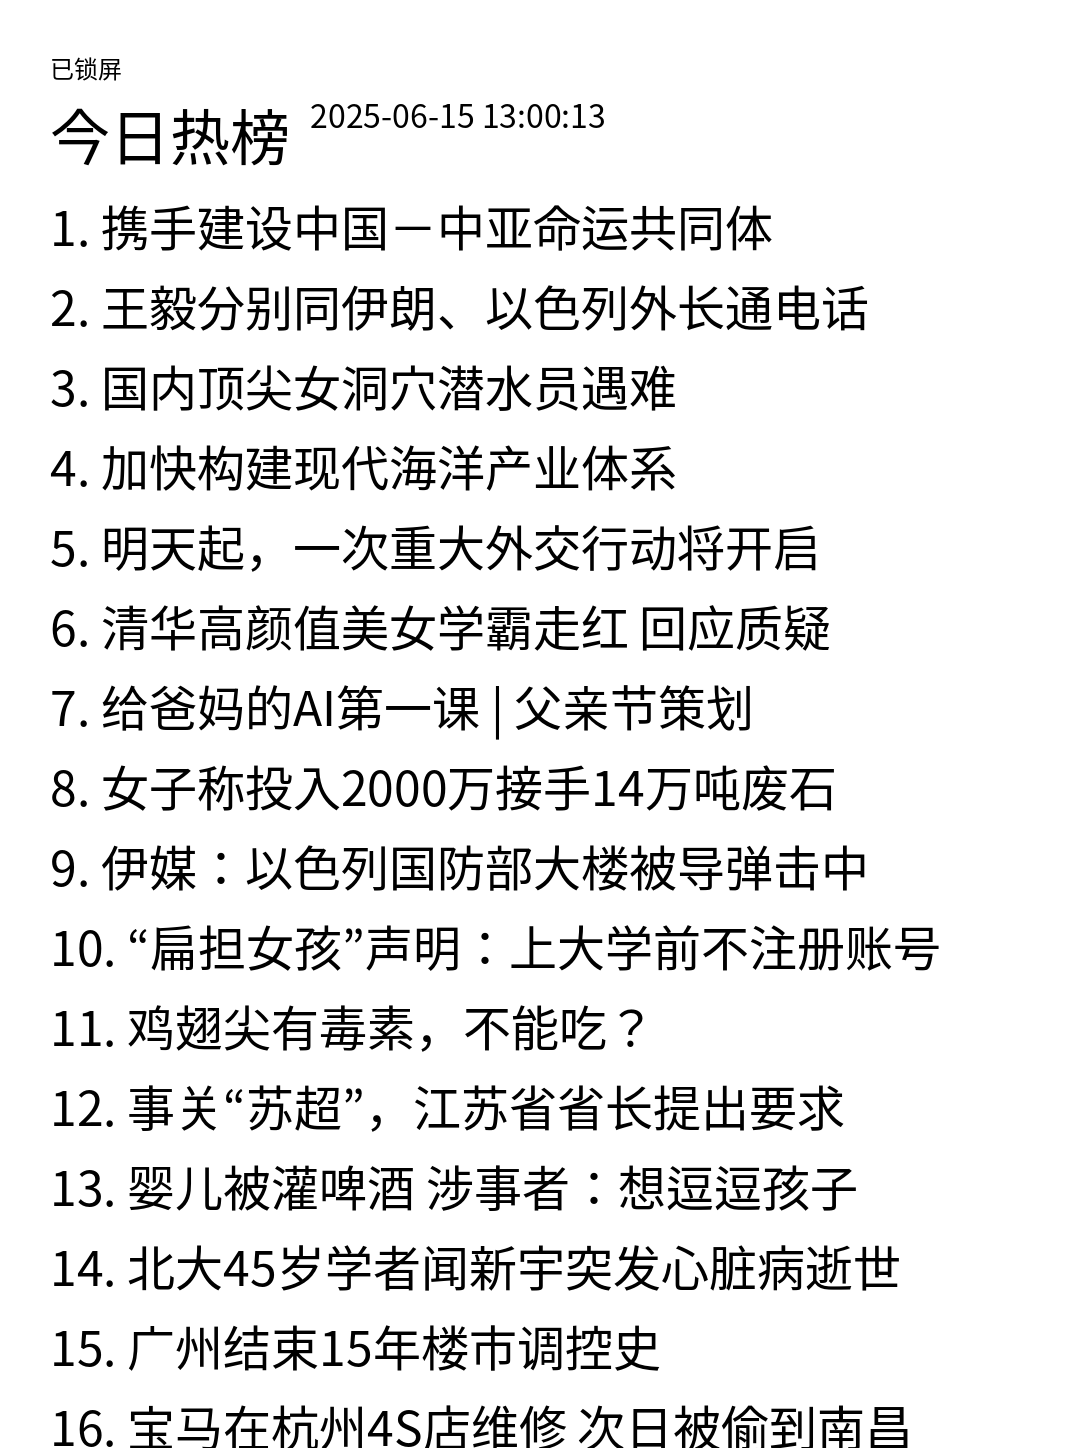 已锁屏
今日热榜 2025-06-15 13:00:13
1. 携手建设中国－中亚命运共同体
2. 王毅分别同伊朗、以色列外长通电话
3. 国内顶尖女洞穴潜水员遇难
4. 加快构建现代海洋产业体系
5. 明天起，一次重大外交行动将开启
6. 清华高颜值美女学霸走红 回应质疑
7. 给爸妈的AI第一课 | 父亲节策划
8. 女子称投入2000万接手14万吨废石
9. 伊媒：以色列国防部大楼被导弹击中
10. “扁担女孩”声明：上大学前不注册账号
11. 鸡翅尖有毒素，不能吃？
12. 事关“苏超”，江苏省省长提出要求
13. 婴儿被灌啤酒 涉事者：想逗逗孩子
14. 北大45岁学者闻新宇突发心脏病逝世
15. 广州结束15年楼市调控史
16. 宝马在杭州4S店维修 次日被偷到南昌